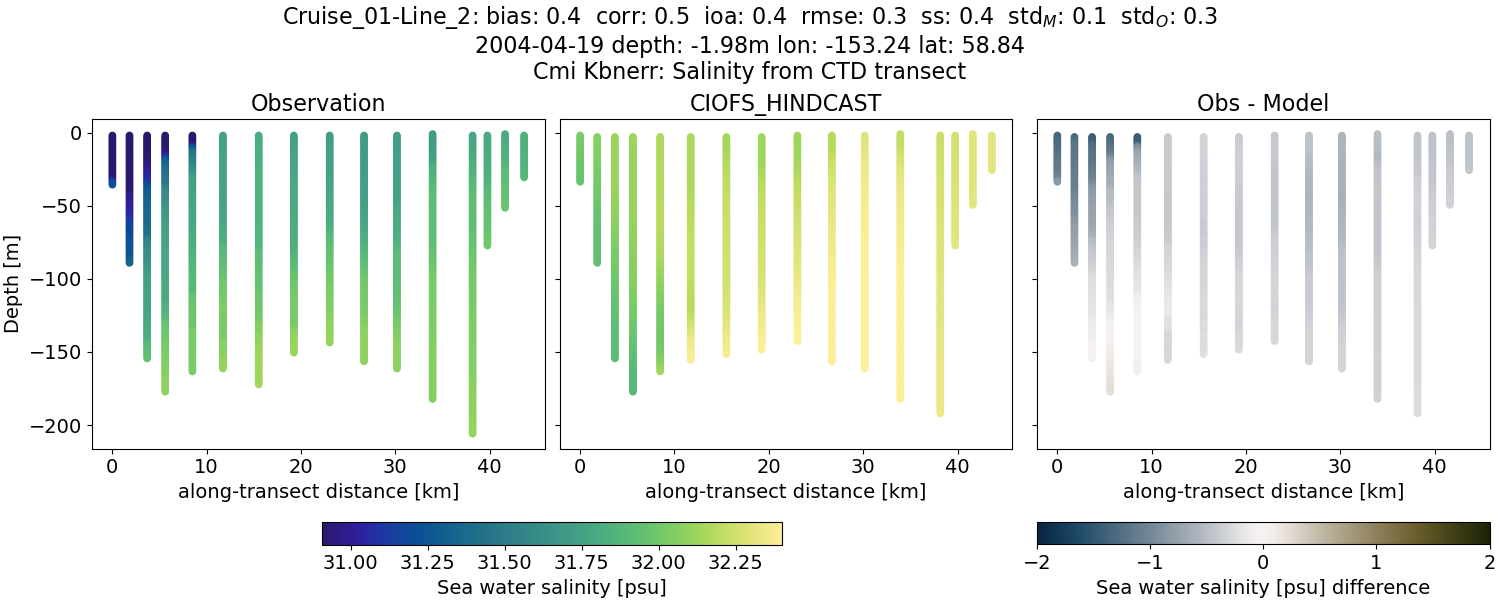 Cruise_01-Line_2: bias: 0.4 corr: 0.5 ioa: 0.4 rmse: 0.3 ss: 0.4 std_M: 0.1 std_O: 0.3
2004-04-19 depth: -1.98m lon: -153.24 lat: 58.84
Cmi Kbnerr: Salinity from CTD transect
Observation
CIOFS_HINDCAST
Obs - Model
Depth [m]
0
−50
−100
−150
−200
0 10 20 30 40
0 10 20 30 40
0 10 20 30 40
along-transect distance [km]
along-transect distance [km]
along-transect distance [km]
31.00 31.25 31.50 31.75 32.00 32.25
Sea water salinity [psu]
−2 −1 0 1 2
Sea water salinity [psu] difference